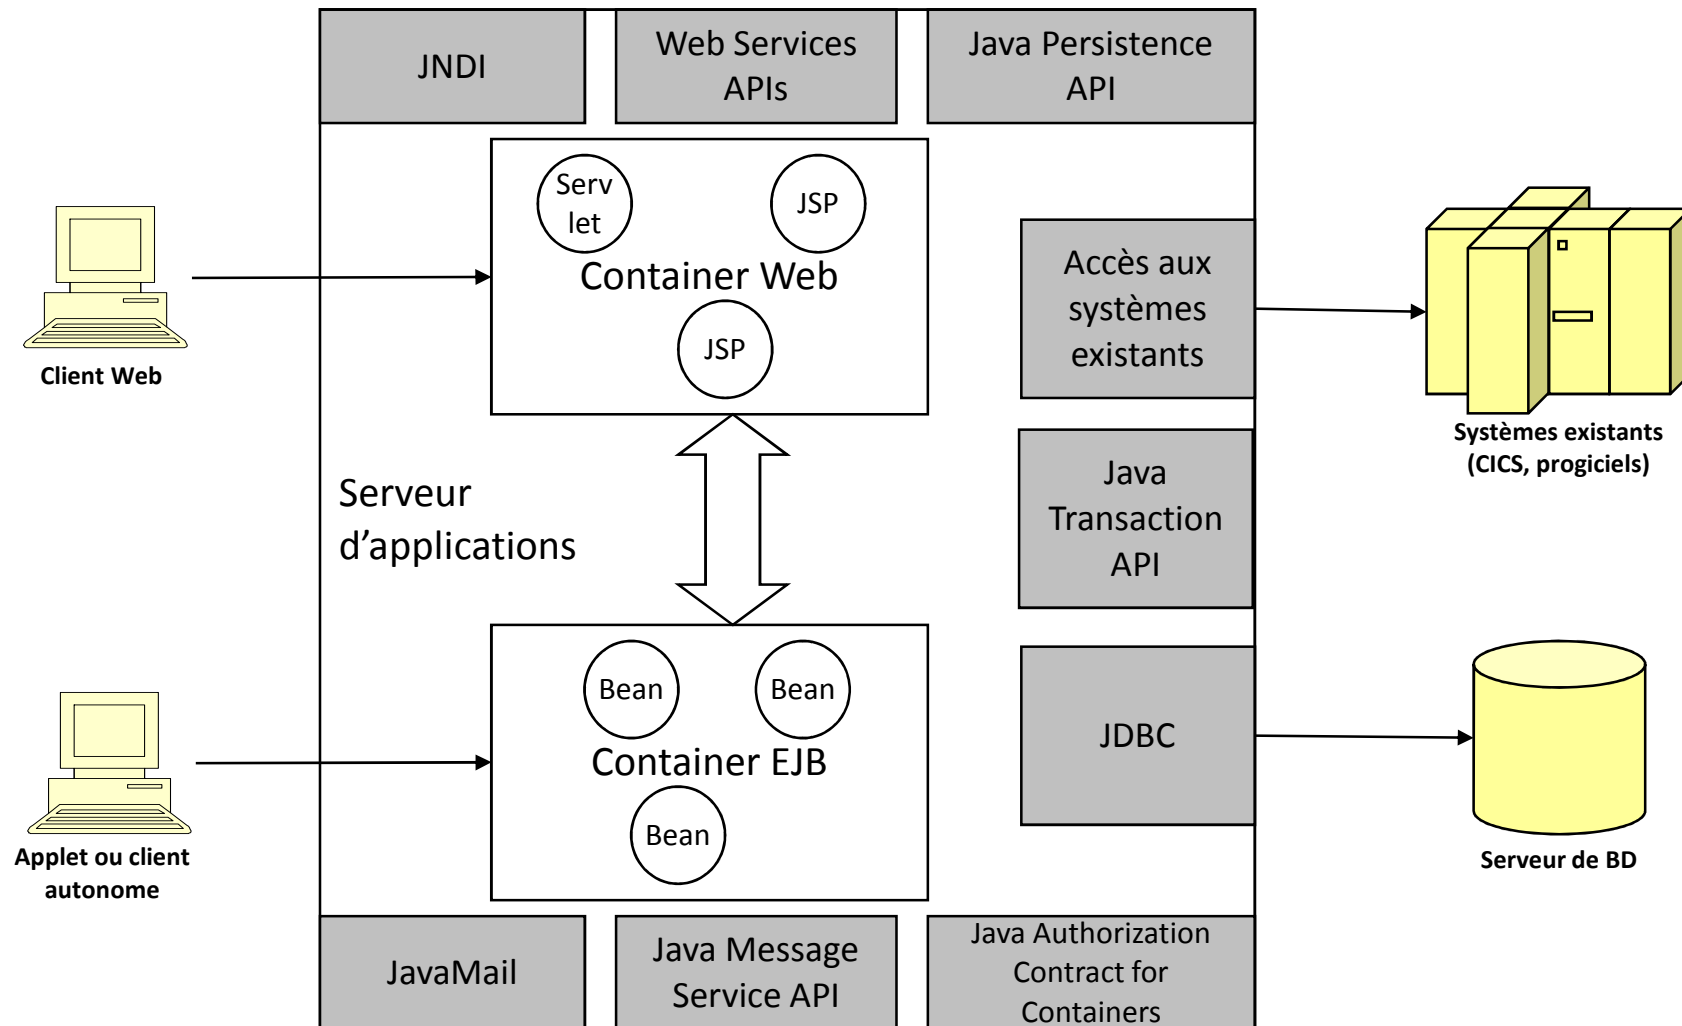 JNDI
Web Services
APIs
Java Persistence
API
Serv
let
JSP
Container Web
JSP
Client Web
Accès aux
systèmes
existants
Systèmes existants
(CICS, progiciels)
Serveur
d’applications
Java
Transaction
API
Bean
Bean
Container EJB
Bean
JDBC
Applet ou client
autonome
Serveur de BD
JavaMail
Java Message
Service API
Java Authorization
Contract for
Containers